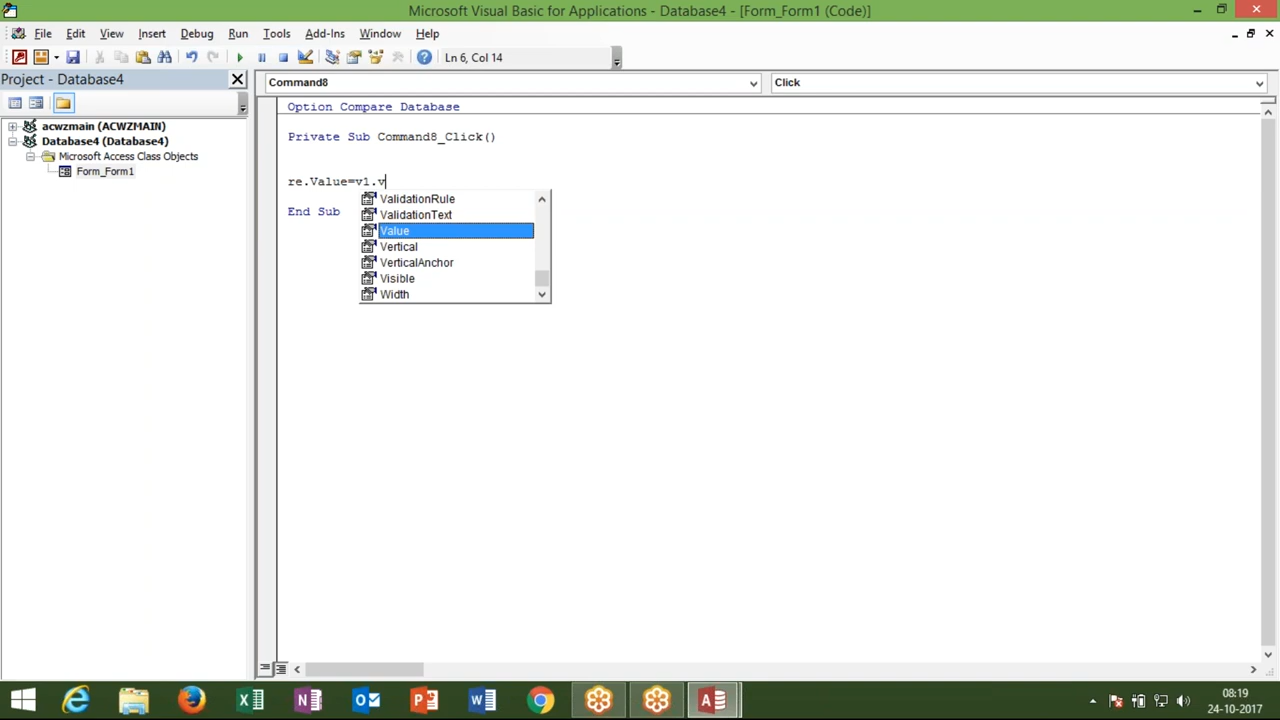 Microsoft Visual Basic for Applications - Database4 - [Form_Form1 (Code)]
File Edit View Insert Debug Run Tools Add-Ins Window Help
Ln 6, Col 14
Project - Database4
acwzmain (ACWZMAIN)
Database4 (Database4)
Microsoft Access Class Objects
Form_Form1
Command8
Click
Option Compare Database
Private Sub Command8_Click()
re.Value=v1.v
ValidationRule
ValidationText
Value
Vertical
VerticalAnchor
Visible
Width
End Sub
08:19
24-10-2017